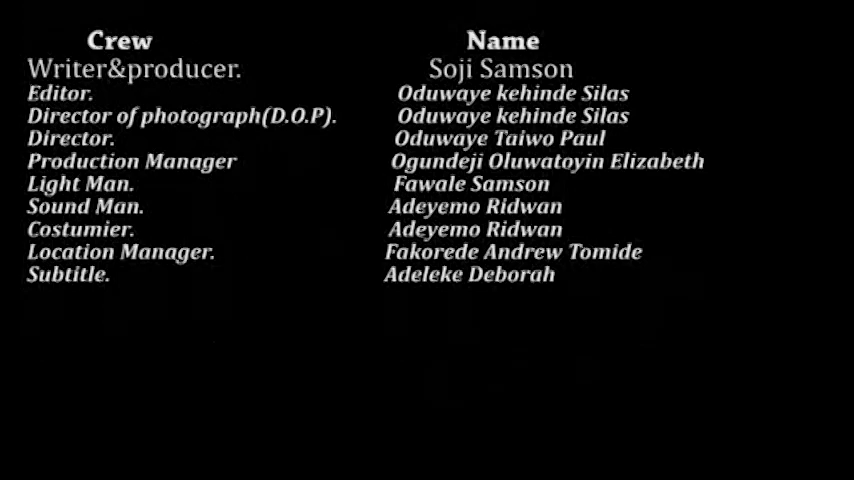 Crew Name
Writer&producer. Soji Samson
Editor. Oduwaye kehinde Silas
Director of photograph(D.O.P). Oduwaye kehinde Silas
Director. Oduwaye Taiwo Paul
Production Manager Ogundeji Oluwatoyin Elizabeth
Light Man. Fawale Samson
Sound Man. Adeyemo Ridwan
Costumier. Adeyemo Ridwan
Location Manager. Fakorede Andrew Tomide
Subtitle. Adeleke Deborah